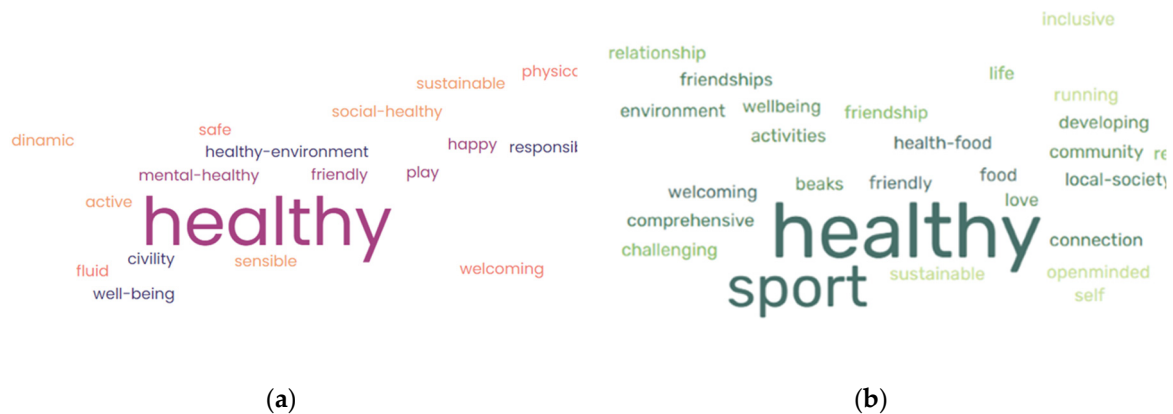 physic
sustainable
social-healthy
dinamic
safe
happy
responsib
healthy-environment
mental-healthy
friendly
play
active
healthy
civility
sensible
fluid
welcoming
well-being
(a)
inclusive
relationship
friendships
life
environment
wellbeing
friendship
running
activities
developing
health-food
community
re
welcoming
beaks
friendly
food
local-society
love
comprehensive
healthy
challenging
connection
sport
sustainable
openminded
self
(b)